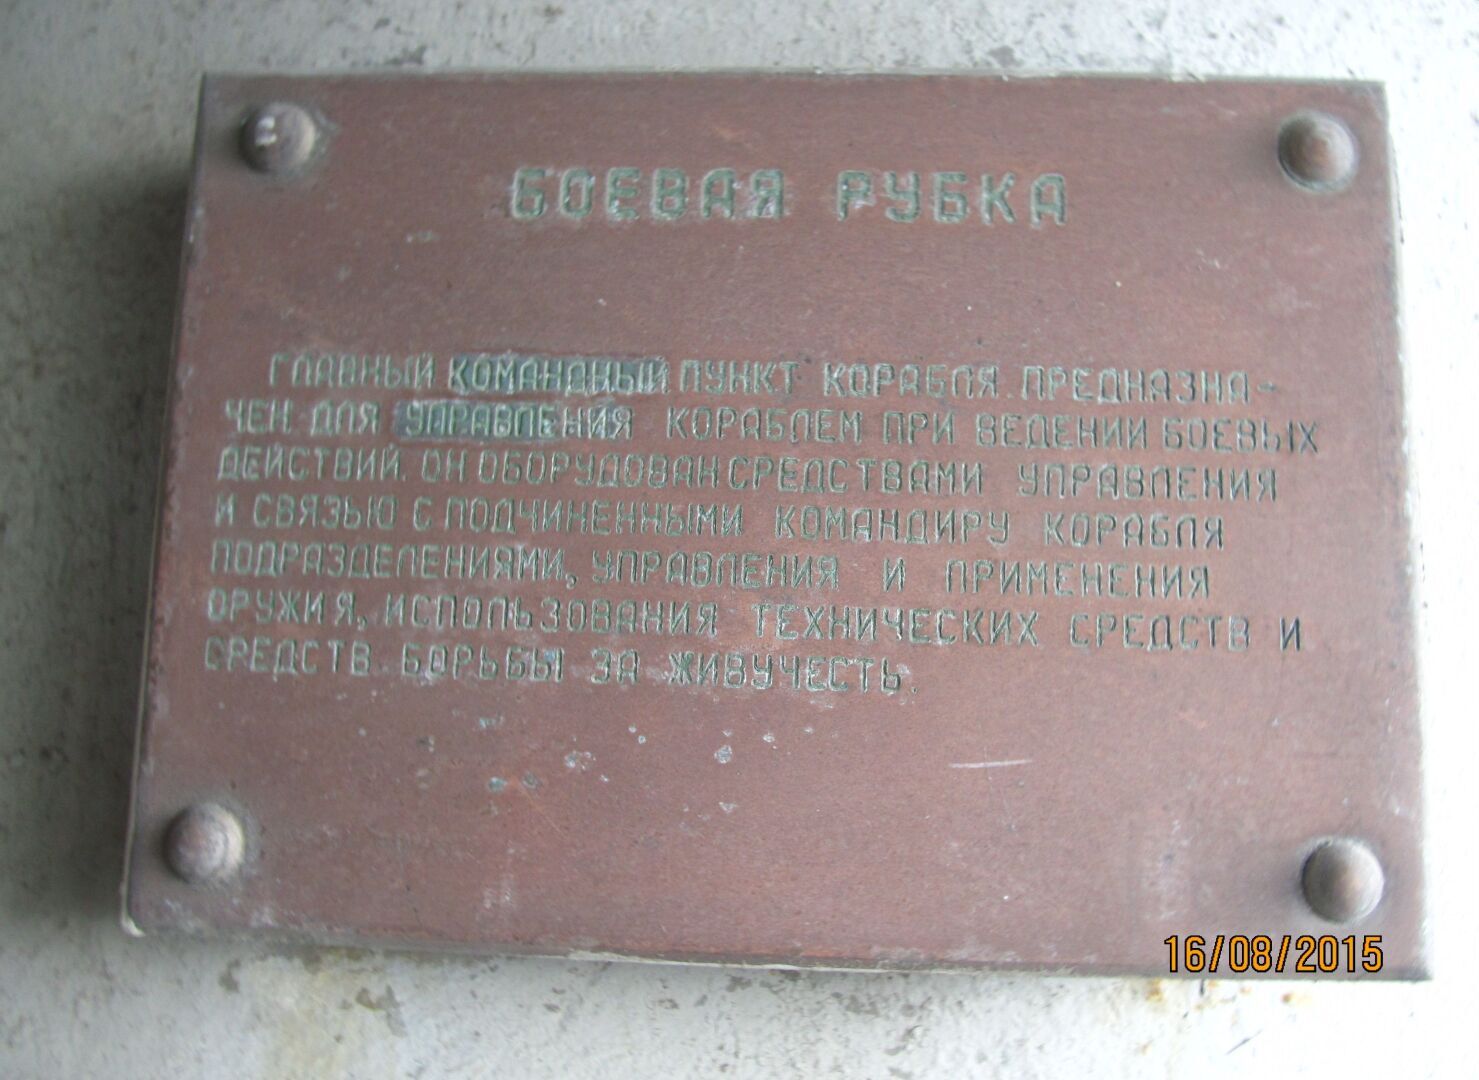 БОЕВАЯ РУБКА
ГЛАВНЫЙ КОМАНДНЫЙ ПУНКТ КОРАБЛЯ. ПРЕДНАЗНА-
ЧЕН ДЛЯ УПРАВЛЕНИЯ КОРАБЛЕМ ПРИ ВЕДЕНИИ БОЕВЫХ
ДЕЙСТВИЙ. ОН ОБОРУДОВАН СРЕДСТВАМИ УПРАВЛЕНИЯ
И СВЯЗЬЮ С ПОДЧИНЕННЫМИ КОМАНДИРУ КОРАБЛЯ
ПОДРАЗДЕЛЕНИЯМИ, УПРАВЛЕНИЯ И ПРИМЕНЕНИЯ
ОРУЖИЯ, ИСПОЛЬЗОВАНИЯ ТЕХНИЧЕСКИХ СРЕДСТВ И
СРЕДСТВ БОРЬБЫ ЗА ЖИВУЧЕСТЬ.
16/08/2015